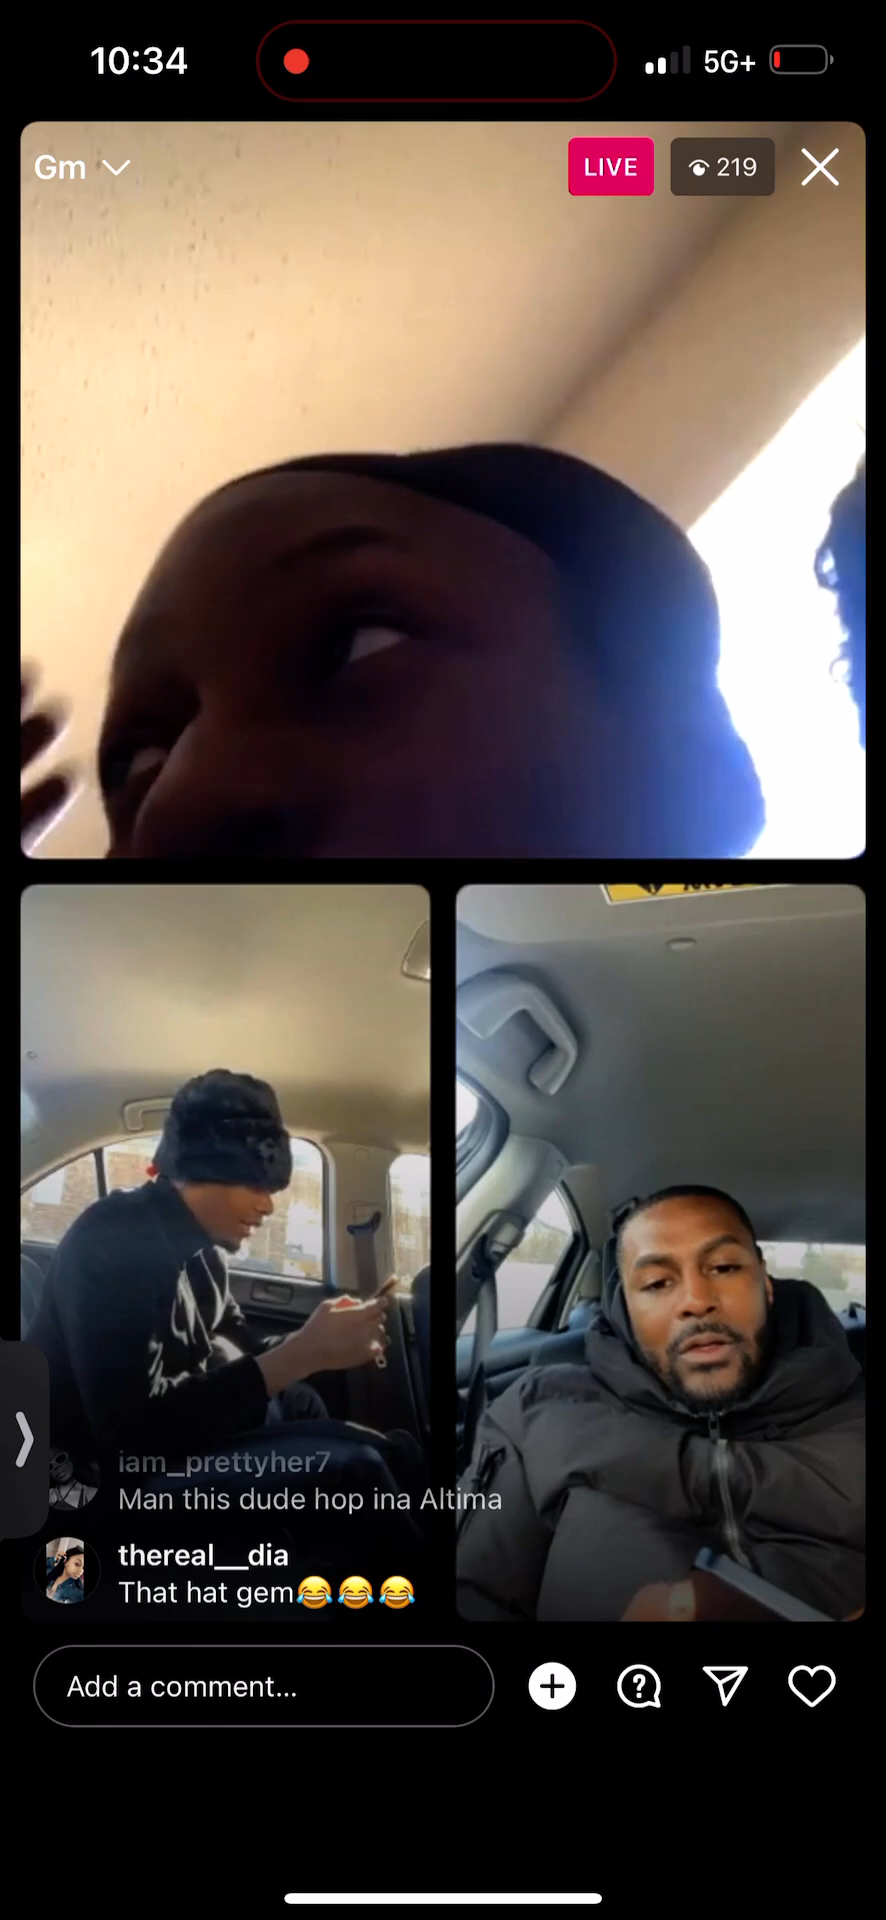 10:34
5G+
Gm
LIVE
219
iam_prettyher7
Man this dude hop ina Altima
thereal__dia
That hat gem😂😂😂
Add a comment...